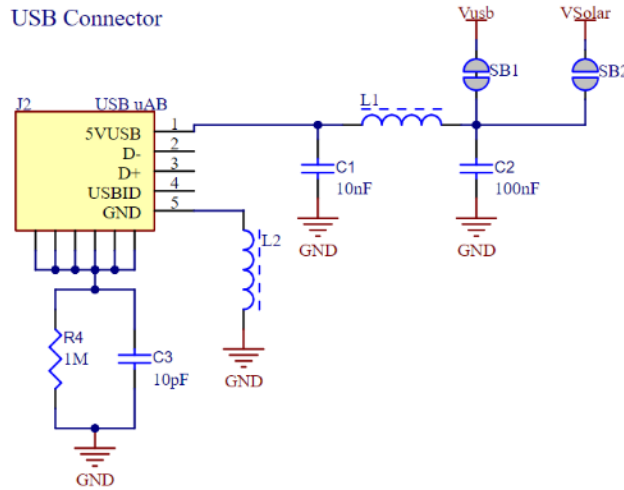 USB Connector
Vusb
VSolar
SB1
SB2
J2
USB uAB
L1
5VUSB
1
D-
2
D+
3
USBID
4
GND
5
C1
10nF
C2
100nF
GND
GND
L2
R4
1M
C3
10pF
GND
GND